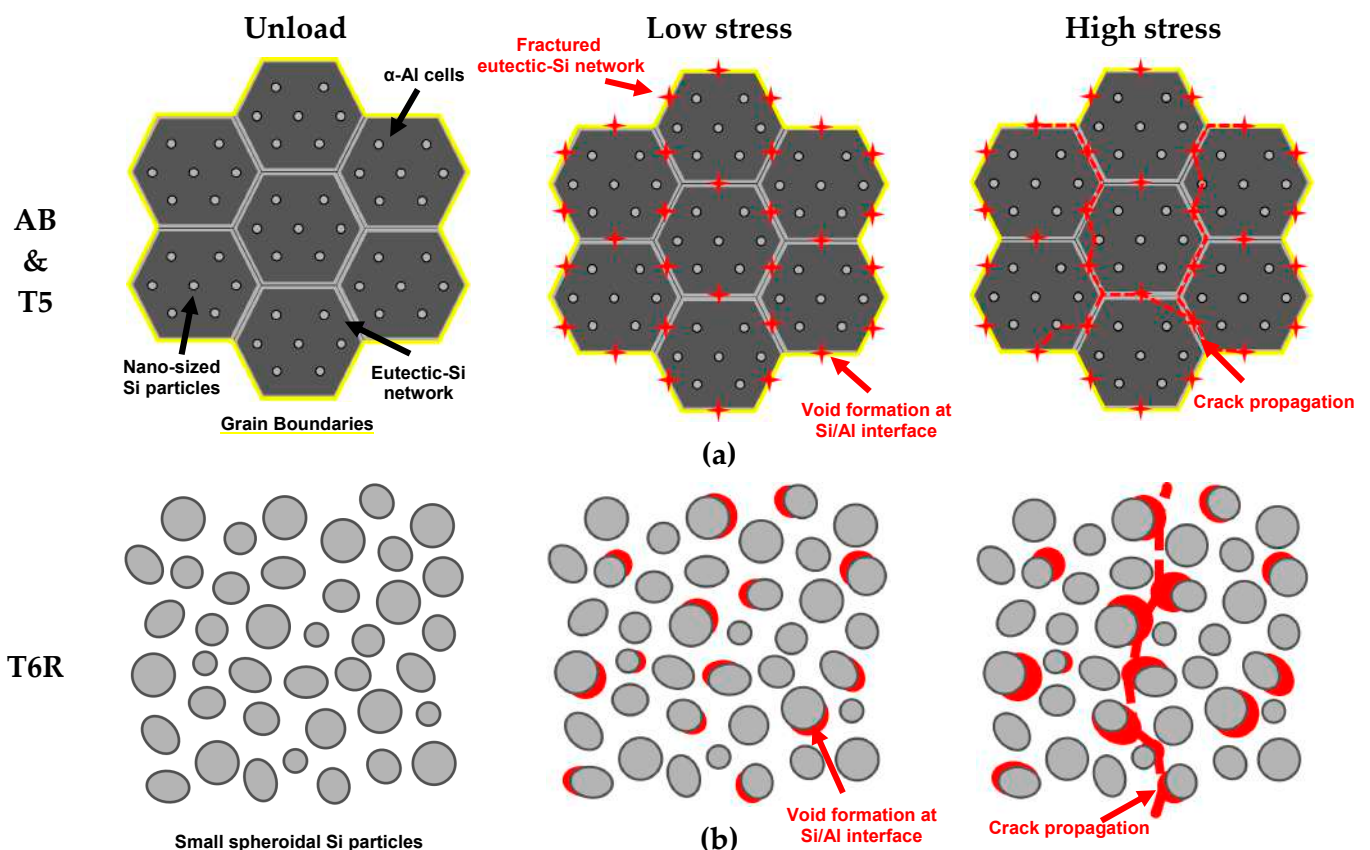 Unload
Low stress
High stress
AB
&
T5
α-Al cells
Nano-sized
Si particles
Eutectic-Si
network
Grain Boundaries
Fractured
eutectic-Si network
Void formation at
Si/Al interface
Crack propagation
(a)
T6R
Small spheroidal Si particles
Void formation at
Si/Al interface
Crack propagation
(b)